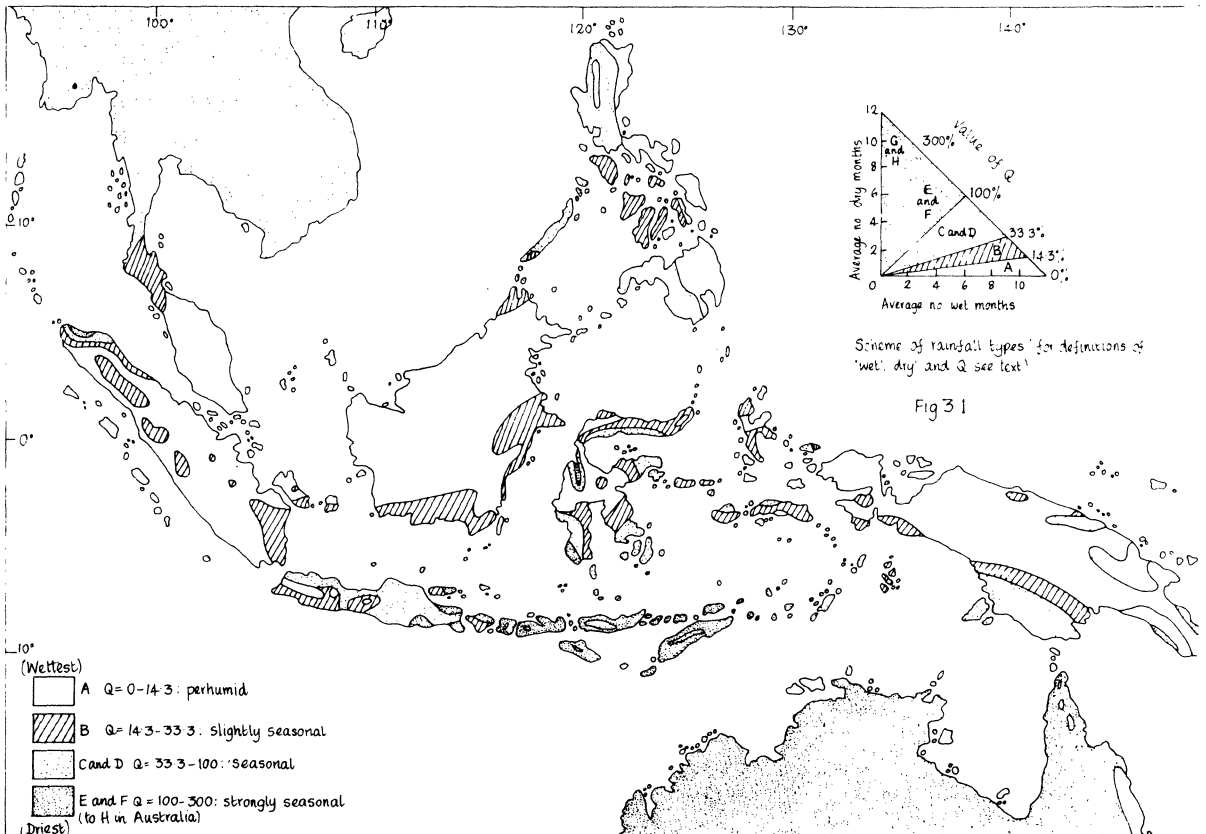 100°
110°
120°
130°
140°
10°
0°
10°
Value of Q
12
10
8
6
4
2
0
G
and
H
300%
E
and
F
100%
C and D
33·3%
B
14·3%
A
0%
2 4 6 8 10
Average no dry months
Average no wet months
Scheme of rainfall types for definitions of
'wet', dry' and Q see text'
Fig 3 1
(Wettest)
A Q= 0-14·3: perhumid
B Q= 14·3-33·3: slightly seasonal
C and D Q= 33·3-100: seasonal
E and F Q = 100-300: strongly seasonal
(to H in Australia)
(Driest)